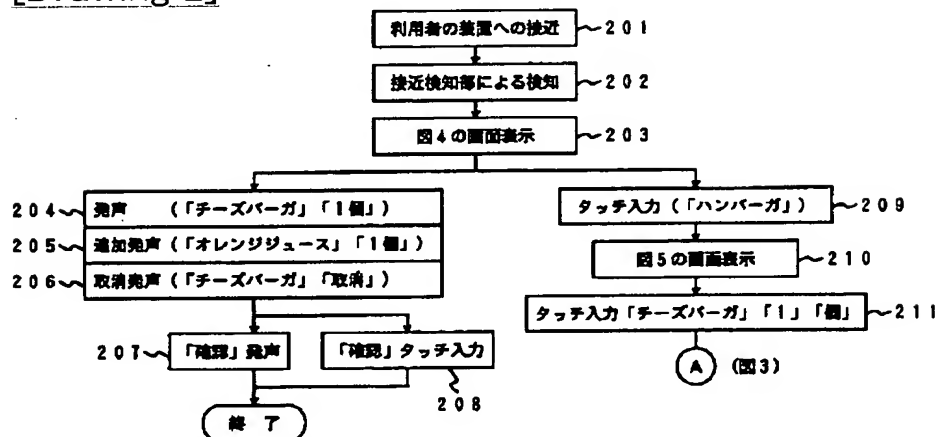 [Drawing 2]
利用者の装置への接近 201
接近検知部による検知 202
図4の画面表示 203
204 発声 (「チーズバーガ」「1個」)
205 追加発声(「オレンジジュース」「1個」)
206 取消発声(「チーズバーガ」「取消」)
タッチ入力(「ハンバーガ」) 209
図5の画面表示 210
タッチ入力「チーズバーガ」「1」「個」 211
207 「確認」発声
「確認」タッチ入力
208
A (図3)
終 了